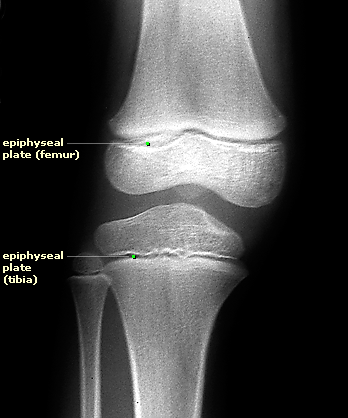 epiphyseal
plate (femur)
epiphyseal
plate
(tibia)